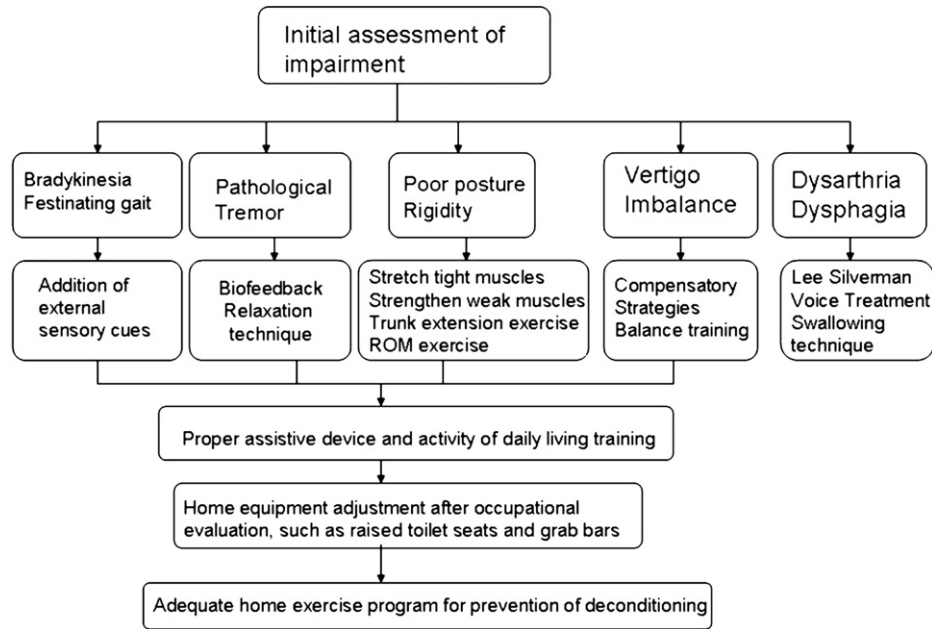 Initial assessment of
impairment
Bradykinesia
Festinating gait
Pathological
Tremor
Poor posture
Rigidity
Vertigo
Imbalance
Dysarthria
Dysphagia
Addition of
external
sensory cues
Biofeedback
Relaxation
technique
Stretch tight muscles
Strengthen weak muscles
Trunk extension exercise
ROM exercise
Compensatory
Strategies
Balance training
Lee Silverman
Voice Treatment
Swallowing
technique
Proper assistive device and activity of daily living training
Home equipment adjustment after occupational
evaluation, such as raised toilet seats and grab bars
Adequate home exercise program for prevention of deconditioning